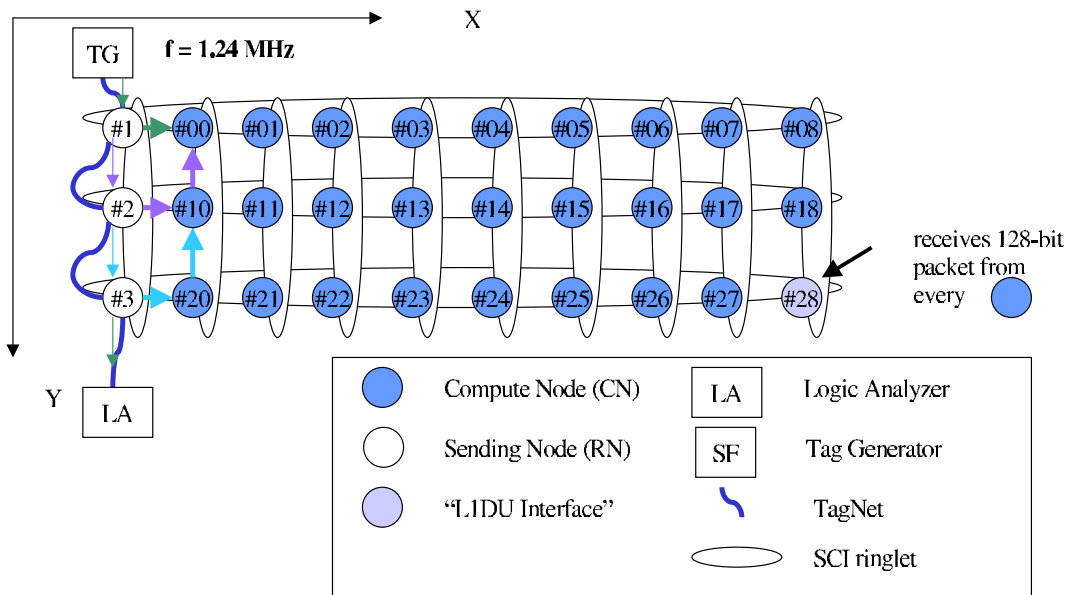 X
TG
f = 1.24 MHz
#1 #00 #01 #02 #03 #04 #05 #06 #07 #08
#2 #10 #11 #12 #13 #14 #15 #16 #17 #18
#3 #20 #21 #22 #23 #24 #25 #26 #27 #28
receives 128-bit
packet from
every
Y
LA
Compute Node (CN)
LA
Logic Analyzer
Sending Node (RN)
SF
Tag Generator
“L1DU Interface”
TagNet
SCI ringlet